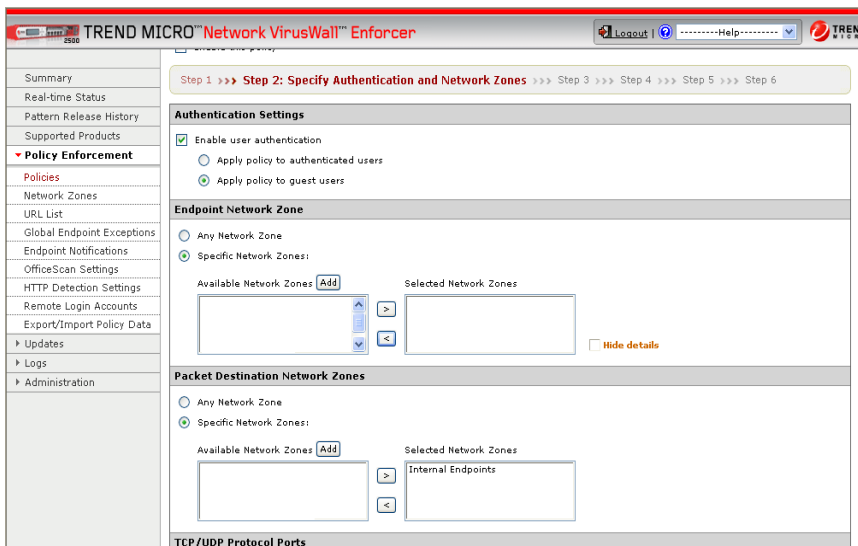 2500 TREND MICRO™ Network VirusWall™ Enforcer
Logout | ---------Help---------
Summary
Real-time Status
Pattern Release History
Supported Products
Policy Enforcement
Policies
Network Zones
URL List
Global Endpoint Exceptions
Endpoint Notifications
OfficeScan Settings
HTTP Detection Settings
Remote Login Accounts
Export/Import Policy Data
Updates
Logs
Administration
Step 1 >>> Step 2: Specify Authentication and Network Zones >>> Step 3 >>> Step 4 >>> Step 5 >>> Step 6
Authentication Settings
Enable user authentication
Apply policy to authenticated users
Apply policy to guest users
Endpoint Network Zone
Any Network Zone
Specific Network Zones:
Available Network Zones Add Selected Network Zones
>
<
Hide details
Packet Destination Network Zones
Any Network Zone
Specific Network Zones:
Available Network Zones Add Selected Network Zones
Internal Endpoints
>
<
TCP/UDP Protocol Ports